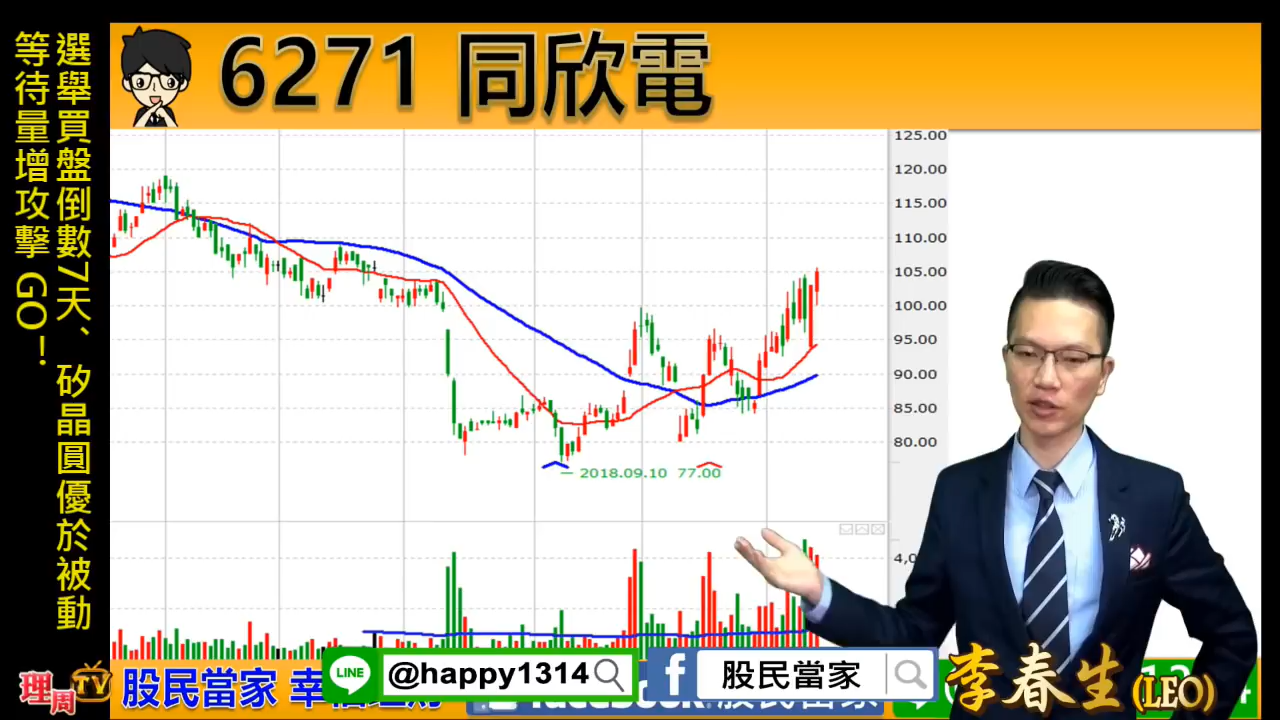 選舉買盤倒數7天、矽晶圓優於被動
等待量增攻擊 GO！
6271 同欣電
125.00
120.00
115.00
110.00
105.00
100.00
95.00
90.00
85.00
80.00
2018.09.10 77.00
4,0
理周TV
股民當家 幸
LINE
@happy1314
f
股民當家
李春生(LEO)